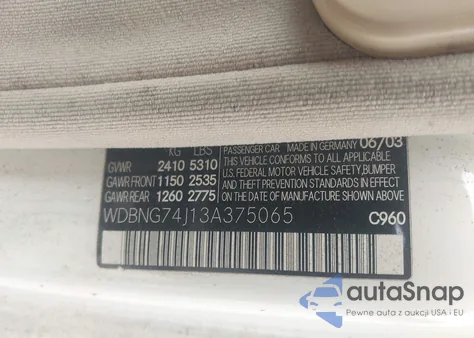 KG LBS
GVWR 2410 5310
GAWR FRONT 1150 2535
GAWR REAR 1260 2775
PASSENGER CAR MADE IN GERMANY 06/03
THIS VEHICLE CONFORMS TO ALL APPLICABLE
U.S. FEDERAL MOTOR VEHICLE SAFETY, BUMPER
AND THEFT PREVENTION STANDARDS IN EFFECT
ON THE DATE OF MANUFACTURE SHOWN ABOVE
WDBNG74J13A375065
C960
autoSnap
Pewne auta z aukcji USA i EU